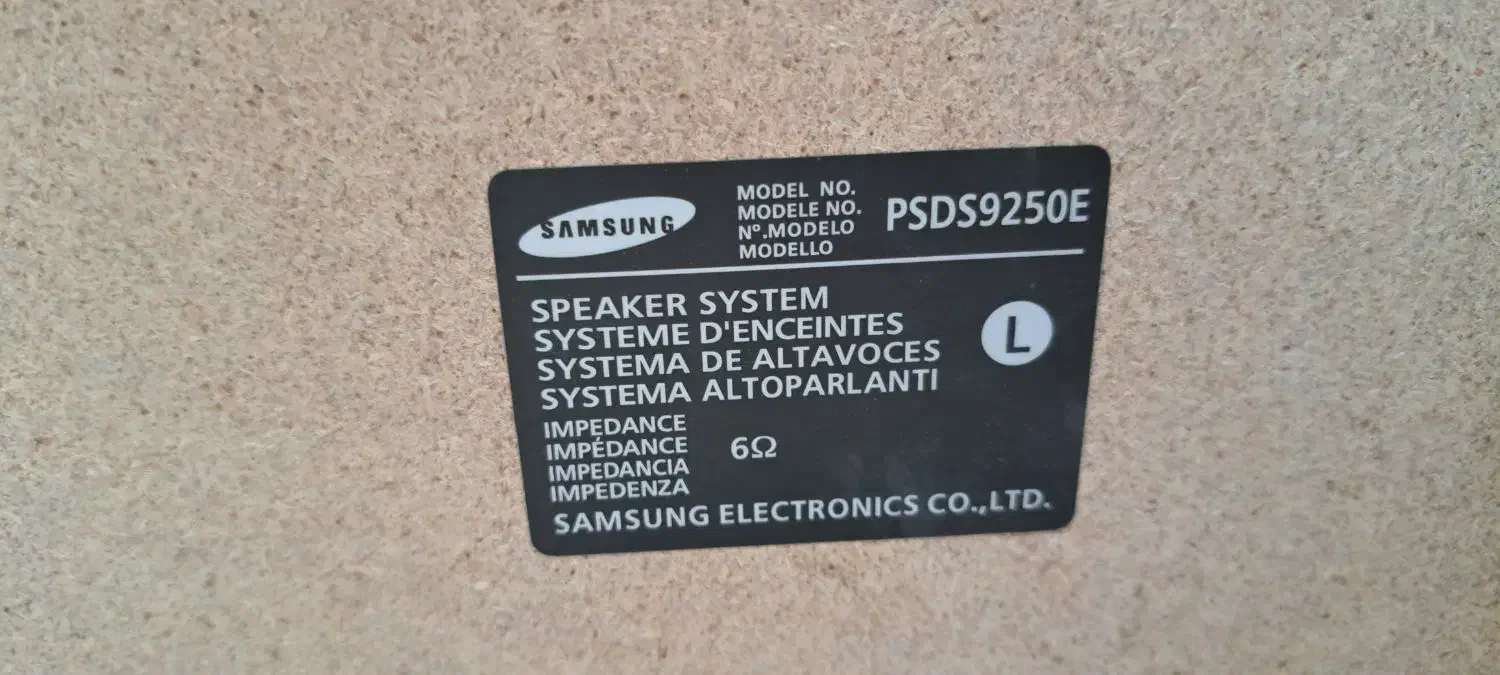 SAMSUNG
MODEL NO.
MODELE NO.
Nº.MODELO
MODELLO
PSDS9250E
SPEAKER SYSTEM
SYSTEME D'ENCEINTES
SYSTEMA DE ALTAVOCES
SYSTEMA ALTOPARLANTI
L
IMPEDANCE
IMPÉDANCE
IMPEDANCIA
IMPEDENZA
6Ω
SAMSUNG ELECTRONICS CO.,LTD.